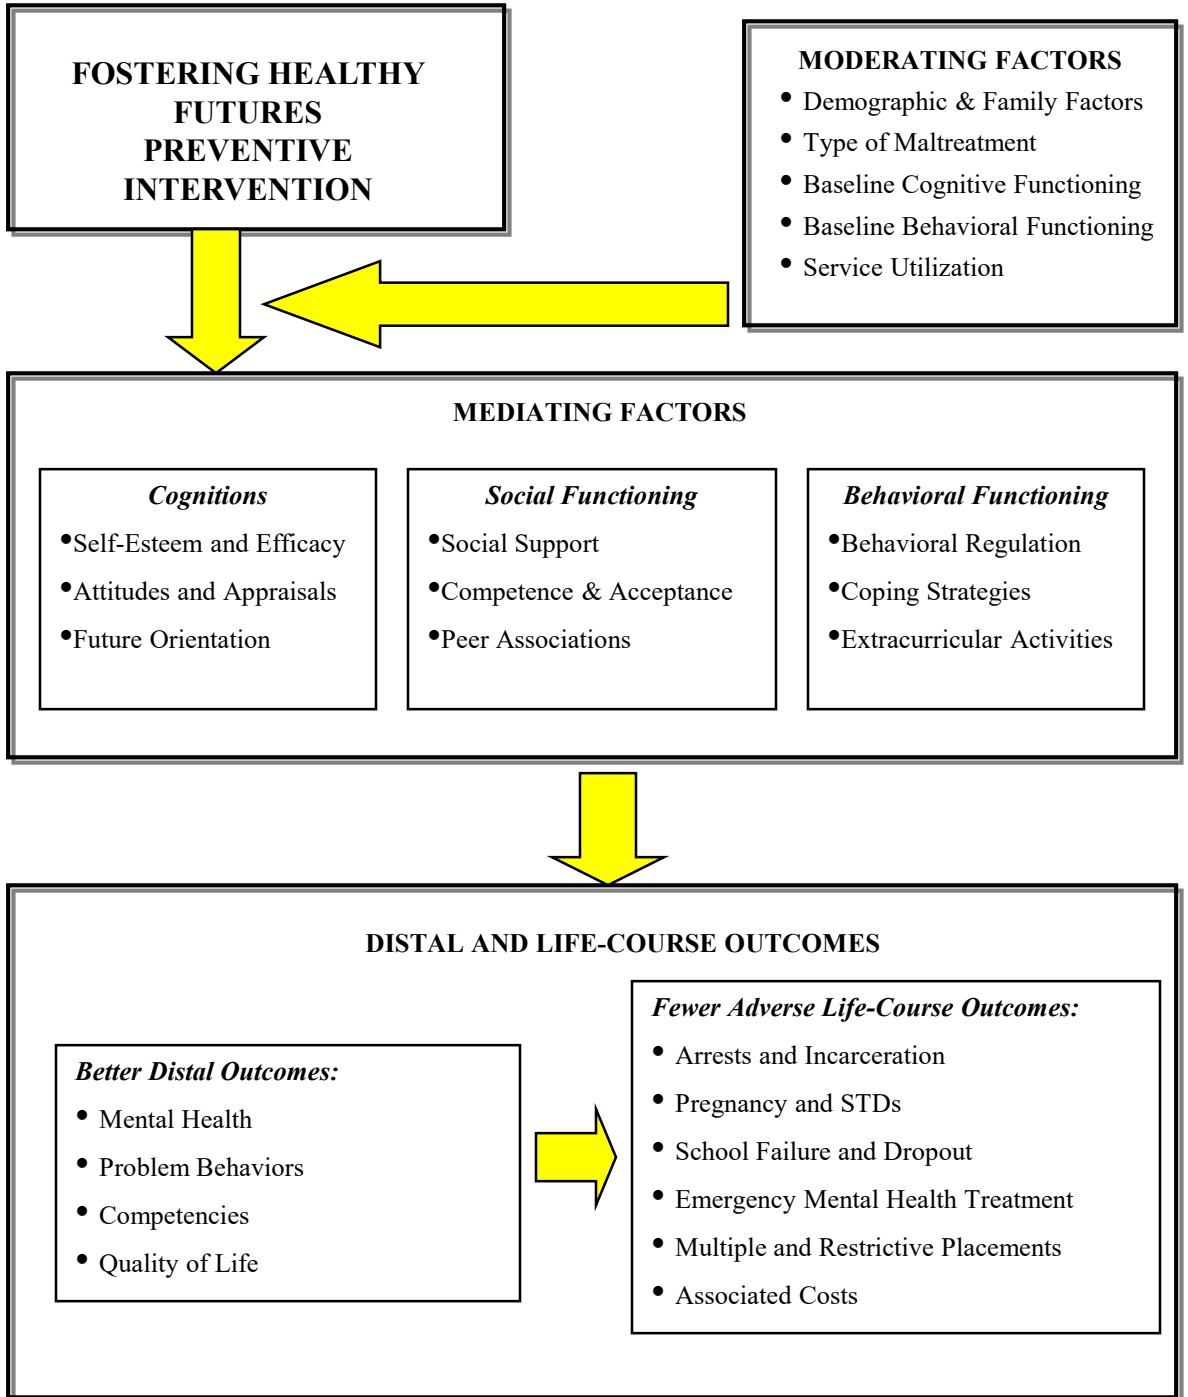 FOSTERING HEALTHY
FUTURES
PREVENTIVE
INTERVENTION
MODERATING FACTORS
• Demographic & Family Factors
• Type of Maltreatment
• Baseline Cognitive Functioning
• Baseline Behavioral Functioning
• Service Utilization
MEDIATING FACTORS
Cognitions
•Self-Esteem and Efficacy
•Attitudes and Appraisals
•Future Orientation
Social Functioning
•Social Support
•Competence & Acceptance
•Peer Associations
Behavioral Functioning
•Behavioral Regulation
•Coping Strategies
•Extracurricular Activities
DISTAL AND LIFE-COURSE OUTCOMES
Better Distal Outcomes:
• Mental Health
• Problem Behaviors
• Competencies
• Quality of Life
Fewer Adverse Life-Course Outcomes:
• Arrests and Incarceration
• Pregnancy and STDs
• School Failure and Dropout
• Emergency Mental Health Treatment
• Multiple and Restrictive Placements
• Associated Costs